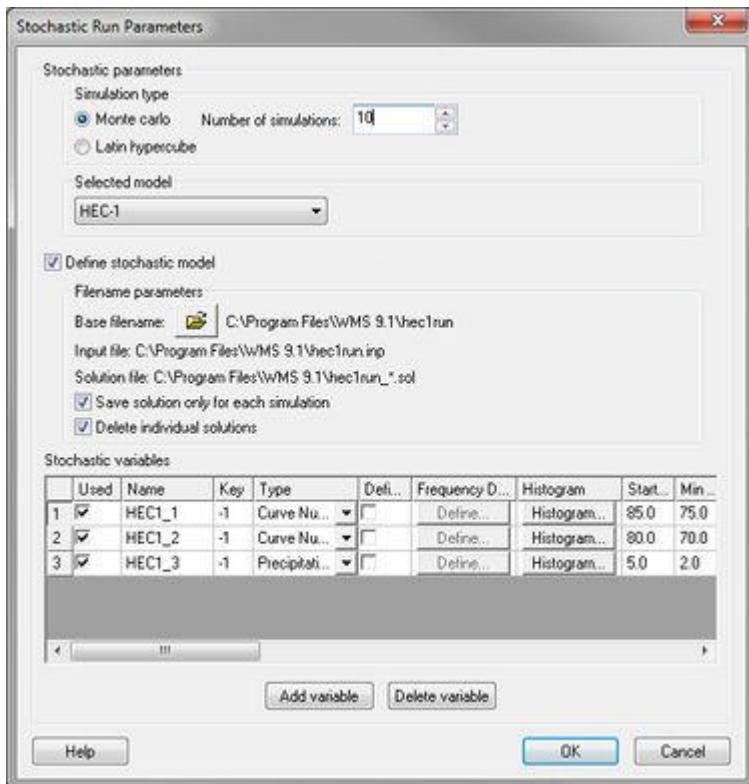 Stochastic Run Parameters
Stochastic parameters
Simulation type
Monte carlo Number of simulations: 10
Latin hypercube
Selected model
HEC-1
Define stochastic model
Filename parameters
Base filename: C:\Program Files\WMS 9.1\hec1run
Input file: C:\Program Files\WMS 9.1\hec1run.inp
Solution file: C:\Program Files\WMS 9.1\hec1run_*.sol
Save solution only for each simulation
Delete individual solutions
Stochastic variables
Used Name Key Type Defi... Frequency D... Histogram Start... Min ...
1 HEC1_1 -1 Curve Nu... Define... Histogram... 85.0 75.0
2 HEC1_2 -1 Curve Nu... Define... Histogram... 80.0 70.0
3 HEC1_3 -1 Precipitati... Define... Histogram... 5.0 2.0
Add variable Delete variable
Help OK Cancel